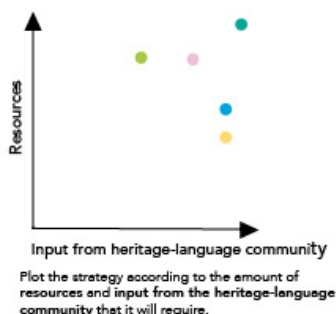 Resources
Input from heritage-language community
Plot the strategy according to the amount of
resources and input from the heritage-language
community that it will require.